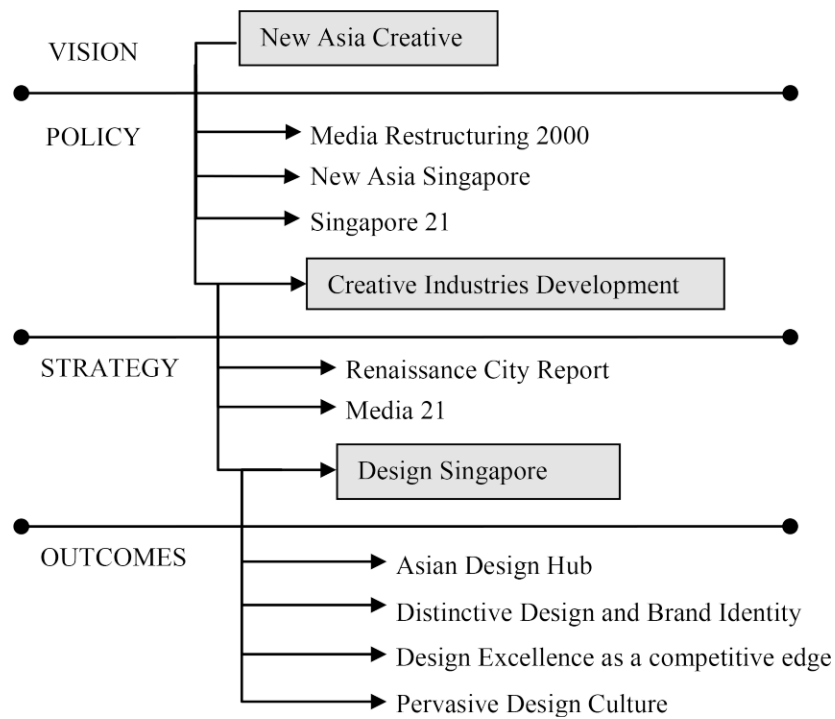 New Asia Creative
VISION
POLICY
Media Restructuring 2000
New Asia Singapore
Singapore 21
Creative Industries Development
STRATEGY
Renaissance City Report
Media 21
Design Singapore
OUTCOMES
Asian Design Hub
Distinctive Design and Brand Identity
Design Excellence as a competitive edge
Pervasive Design Culture